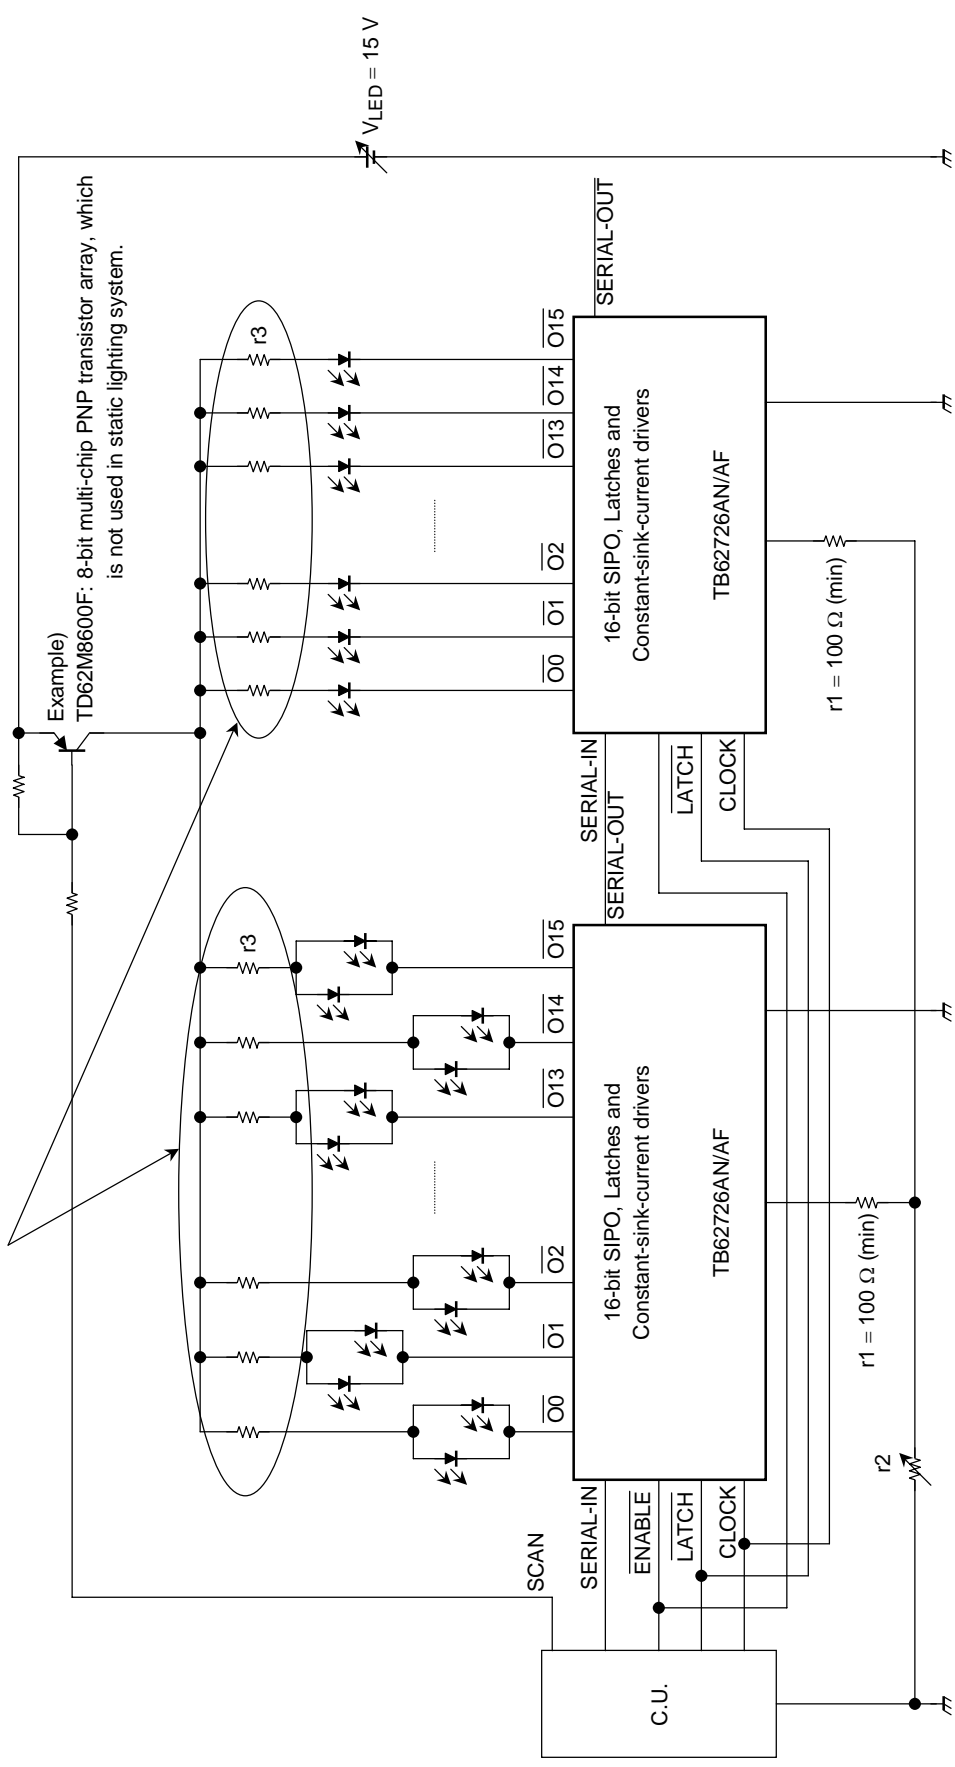 Example)
TD62M8600F: 8-bit multi-chip PNP transistor array, which
is not used in static lighting system.
VLED = 15 V
r3
r3
SCAN
C.U.
SERIAL-IN
ENABLE
LATCH
CLOCK
O0
O1
O2
O13
O14
O15
16-bit SIPO, Latches and
Constant-sink-current drivers
TB62726AN/AF
SERIAL-OUT
SERIAL-IN
LATCH
CLOCK
O0
O1
O2
O13
O14
O15
16-bit SIPO, Latches and
Constant-sink-current drivers
TB62726AN/AF
SERIAL-OUT
r2
r1 = 100 Ω (min)
r1 = 100 Ω (min)